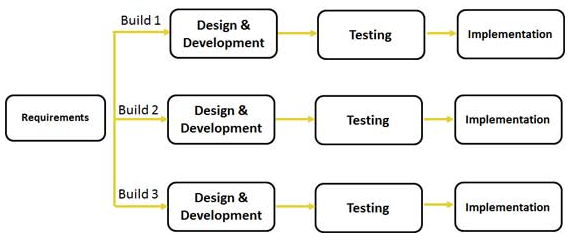 Build 1
Design &
Development
Testing
Implementation
Requirements
Build 2
Design &
Development
Testing
Implementation
Build 3
Design &
Development
Testing
Implementation